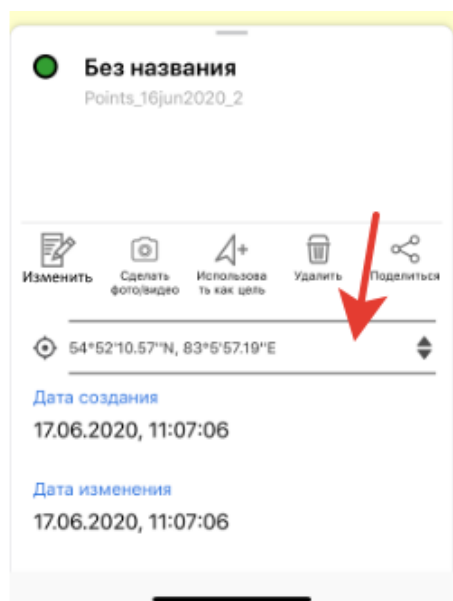 Без названия
Points_16jun2020_2
Изменить
Сделать
фото/видео
Использова
ть как цель
Удалить
Поделиться
54°52'10.57''N, 83°5'57.19''E
Дата создания
17.06.2020, 11:07:06
Дата изменения
17.06.2020, 11:07:06